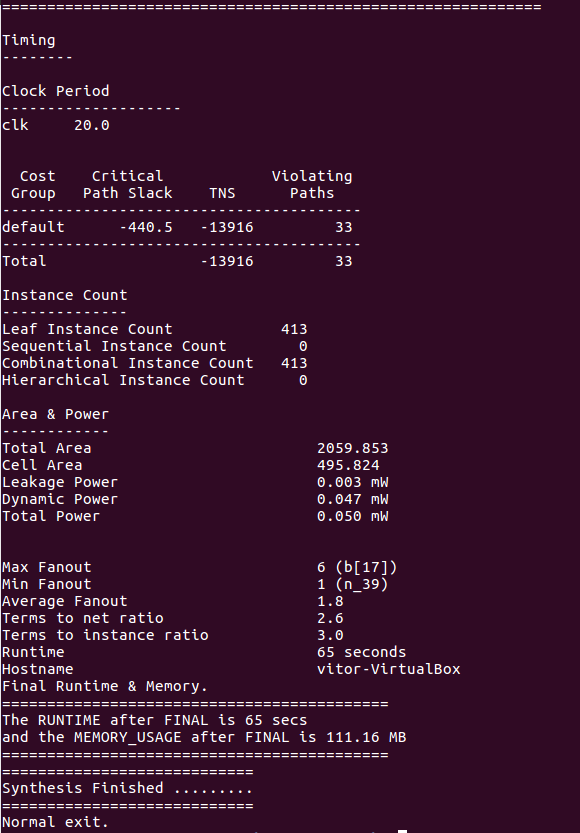 ============================================================
Timing
--------
Clock Period
--------------------
clk     20.0
  Cost    Critical            Violating
 Group   Path Slack    TNS      Paths
----------------------------------------
default      -440.5   -13916         33
----------------------------------------
Total                 -13916         33
Instance Count
--------------
Leaf Instance Count            413
Sequential Instance Count        0
Combinational Instance Count   413
Hierarchical Instance Count      0
Area & Power
------------
Total Area                         2059.853
Cell Area                          495.824
Leakage Power                      0.003 mW
Dynamic Power                      0.047 mW
Total Power                        0.050 mW
Max Fanout                         6 (b[17])
Min Fanout                         1 (n_39)
Average Fanout                     1.8
Terms to net ratio                 2.6
Terms to instance ratio            3.0
Runtime                            65 seconds
Hostname                           vitor-VirtualBox
Final Runtime & Memory.
===========================================
The RUNTIME after FINAL is 65 secs
and the MEMORY_USAGE after FINAL is 111.16 MB
===========================================
============================
Synthesis Finished .........
============================
Normal exit.